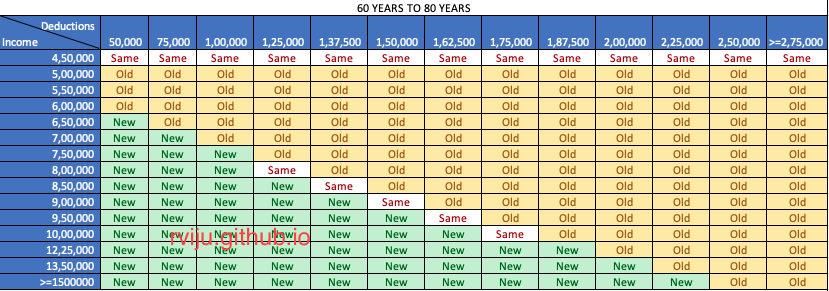 60 YEARS TO 80 YEARS
Deductions
Income 50,000 75,000 1,00,000 1,25,000 1,37,500 1,50,000 1,62,500 1,75,000 1,87,500 2,00,000 2,25,000 2,50,000 >=2,75,000
4,50,000 Same Same Same Same Same Same Same Same Same Same Same Same Same
5,00,000 Old Old Old Old Old Old Old Old Old Old Old Old Old
5,50,000 Old Old Old Old Old Old Old Old Old Old Old Old Old
6,00,000 Old Old Old Old Old Old Old Old Old Old Old Old Old
6,50,000 New Old Old Old Old Old Old Old Old Old Old Old Old
7,00,000 New New Old Old Old Old Old Old Old Old Old Old Old
7,50,000 New New New Old Old Old Old Old Old Old Old Old Old
8,00,000 New New New Same Old Old Old Old Old Old Old Old Old
8,50,000 New New New New Same Old Old Old Old Old Old Old Old
9,00,000 New New New New New Same Old Old Old Old Old Old Old
9,50,000 New New New New New New Same Old Old Old Old Old Old
10,00,000 New New New New New New New Same Old Old Old Old Old
rviju.github.io
12,25,000 New New New New New New New New New Old Old Old Old
13,50,000 New New New New New New New New New New Old Old Old
>=1500000 New New New New New New New New New New New Old Old